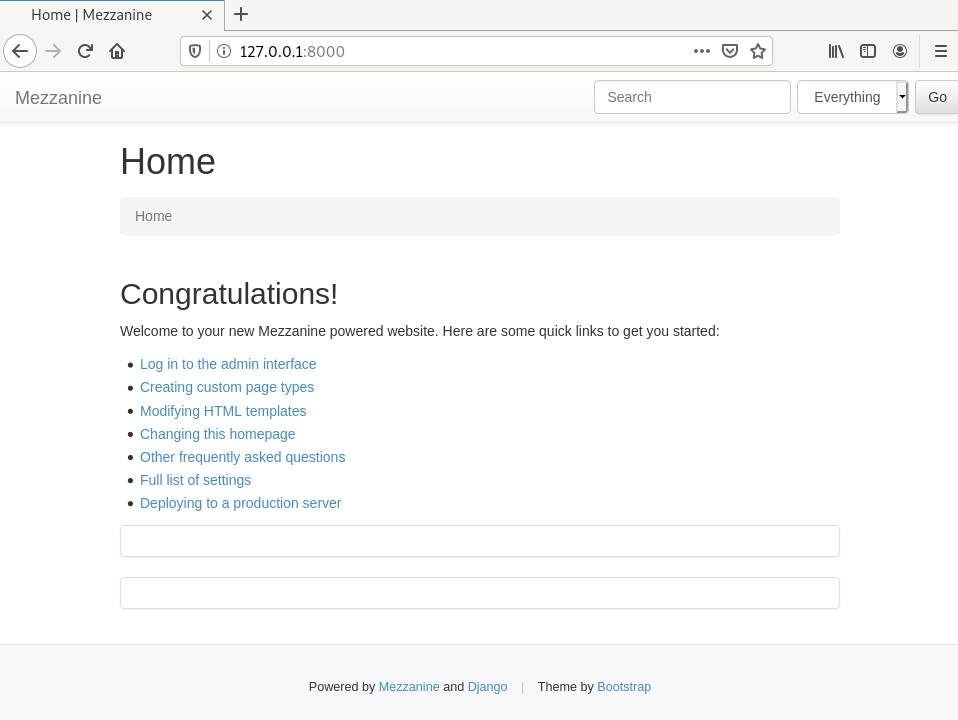 Home | Mezzanine
127.0.0.1:8000
Mezzanine
Search
Everything
Go
Home
Home
Congratulations!
Welcome to your new Mezzanine powered website. Here are some quick links to get you started:
Log in to the admin interface
Creating custom page types
Modifying HTML templates
Changing this homepage
Other frequently asked questions
Full list of settings
Deploying to a production server
Powered by Mezzanine and Django | Theme by Bootstrap